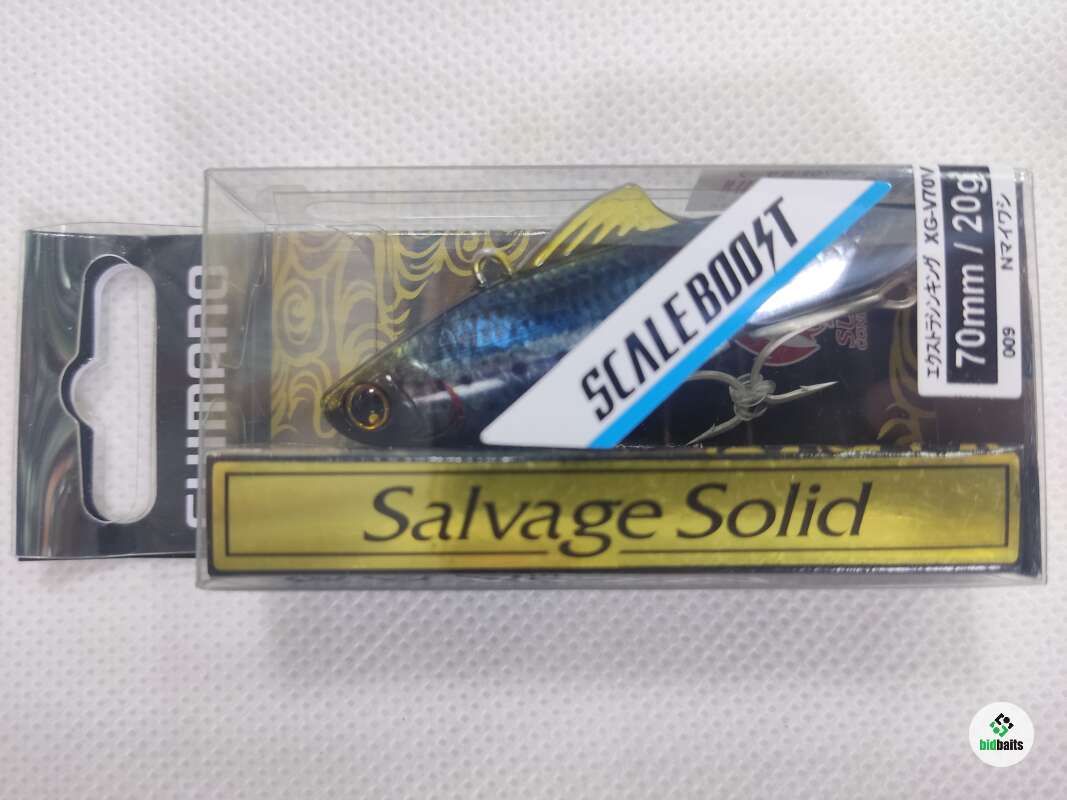 SHIMANO
SCALE BOOST
エクストラシンキング XG-V70V
70mm / 20g
009 Nマイワシ
Salvage Solid
bidbaits